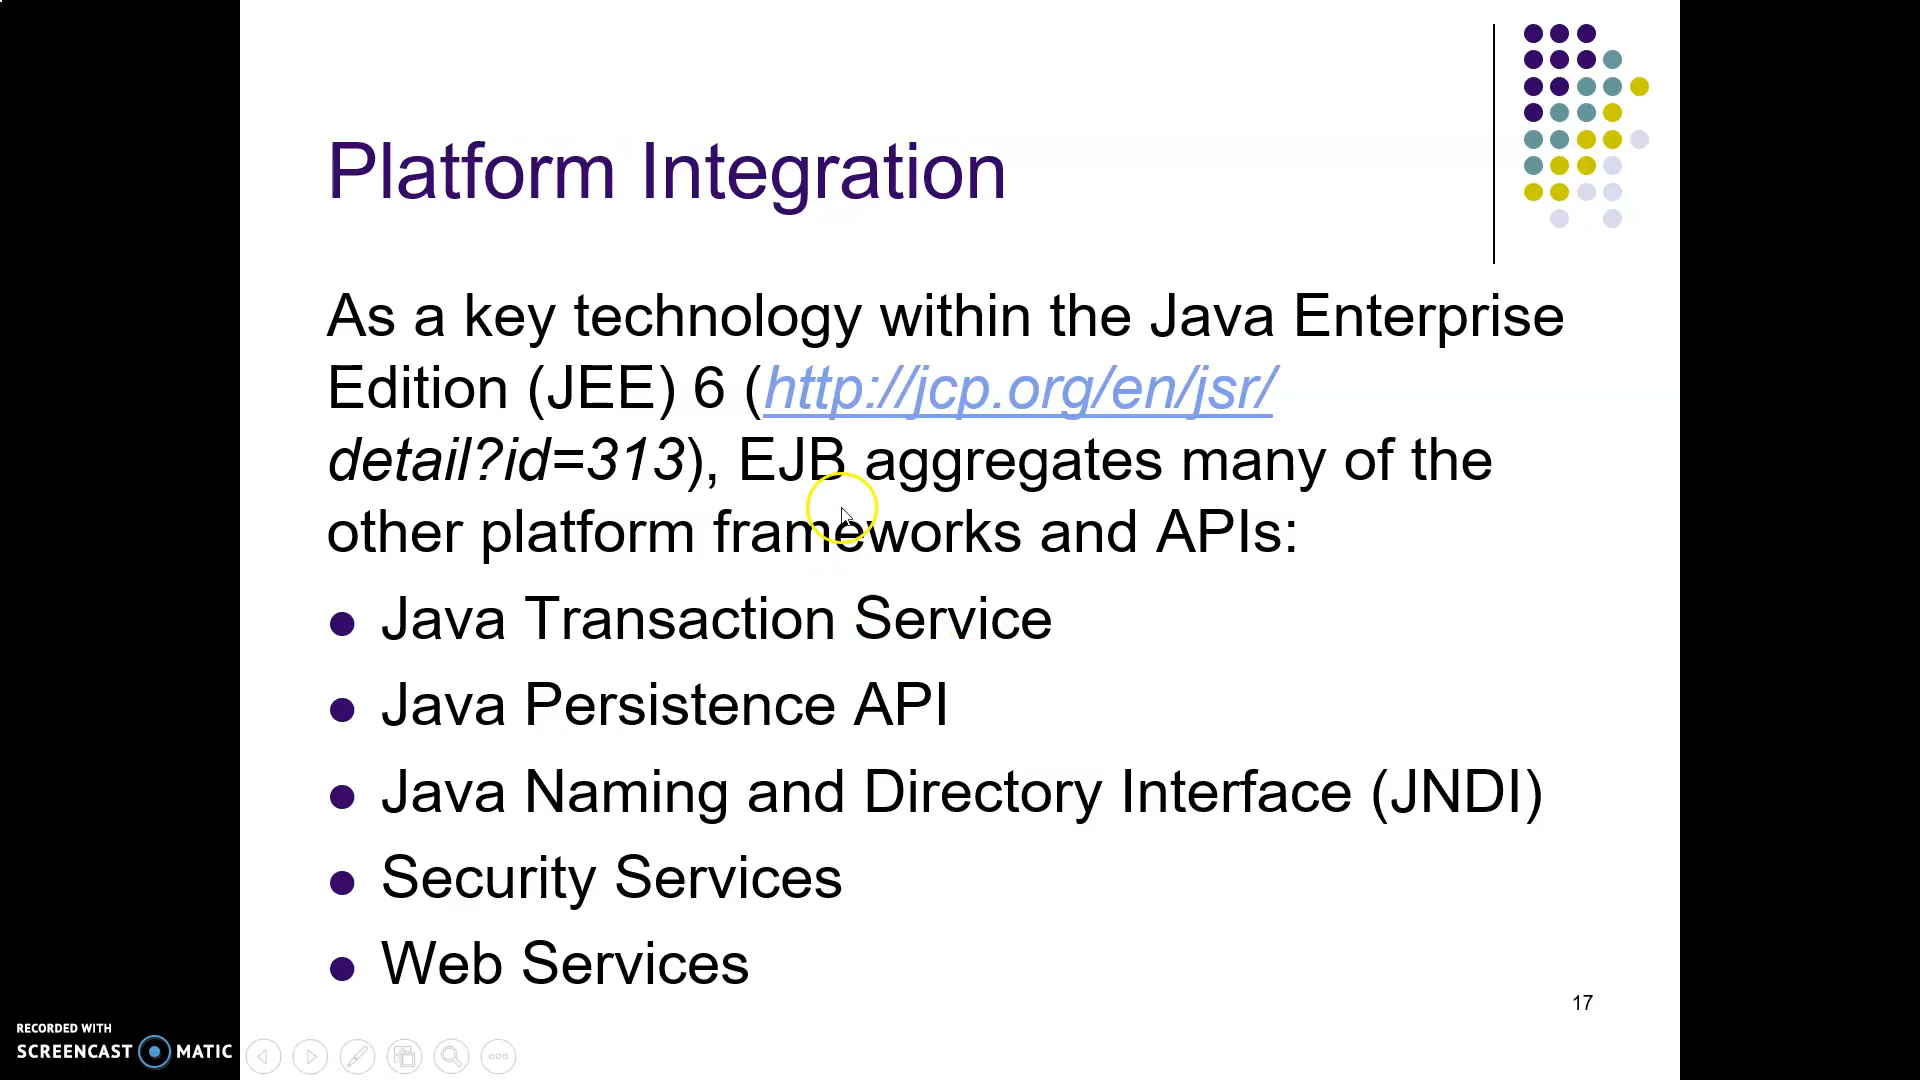 Platform Integration
As a key technology within the Java Enterprise
Edition (JEE) 6 (http://jcp.org/en/jsr/
detail?id=313), EJB aggregates many of the
other platform frameworks and APIs:
Java Transaction Service
Java Persistence API
Java Naming and Directory Interface (JNDI)
Security Services
Web Services
17
RECORDED WITH
SCREENCAST MATIC